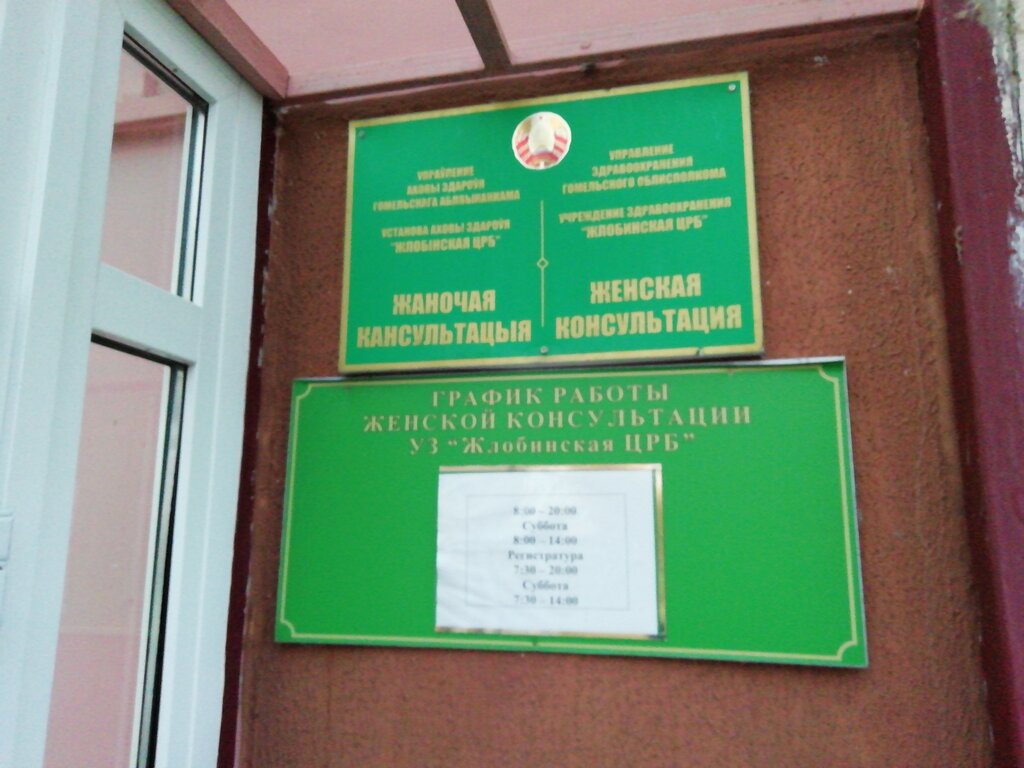 УПРАЎЛЕННЕ
АХОВЫ ЗДАРОЎЯ
ГОМЕЛЬСКАГА АБЛВЫКАНКАМА
УСТАНОВА АХОВЫ ЗДАРОЎЯ
"ЖЛОБІНСКАЯ ЦРБ"
ЖАНОЧАЯ
КАНСУЛЬТАЦЫЯ
УПРАВЛЕНИЕ
ЗДРАВООХРАНЕНИЯ
ГОМЕЛЬСКОГО ОБЛИСПОЛКОМА
УЧРЕЖДЕНИЕ ЗДРАВООХРАНЕНИЯ
"ЖЛОБИНСКАЯ ЦРБ"
ЖЕНСКАЯ
КОНСУЛЬТАЦИЯ
ГРАФИК РАБОТЫ
ЖЕНСКОЙ КОНСУЛЬТАЦИИ
УЗ "Жлобинская ЦРБ"
8:00 – 20:00
Суббота
8:00 – 14:00
Регистратура
7:30 – 20:00
Суббота
7:30 – 14:00